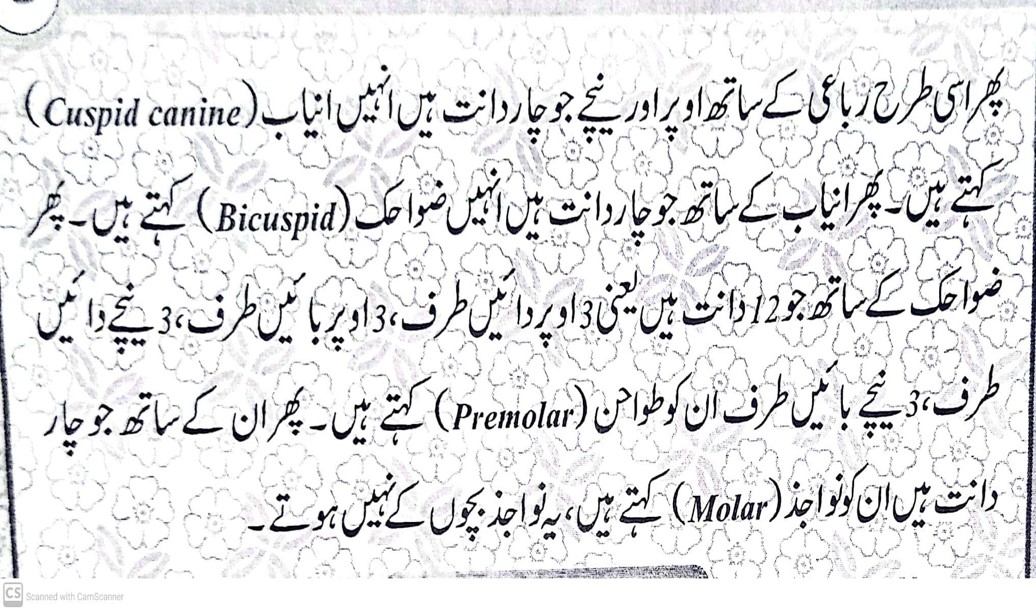 پھر اسی طرح رباعی کے ساتھ اوپر اور نیچے جو چار دانت ہیں انہیں انیاب (Cuspid canine)
کہتے ہیں۔ پھر انیاب کے ساتھ جو چار دانت ہیں انہیں ضواحک (Bicuspid) کہتے ہیں۔ پھر
ضواحک کے ساتھ جو 12 دانت ہیں یعنی 3 اوپر دائیں طرف، 3 اوپر بائیں طرف، 3 نیچے دائیں
طرف، 3 نیچے بائیں طرف ان کو طواحن (Premolar) کہتے ہیں۔ پھر ان کے ساتھ جو چار
دانت ہیں ان کو نواجذ (Molar) کہتے ہیں، یہ نواجذ بچوں کے نہیں ہوتے۔
CS Scanned with CamScanner